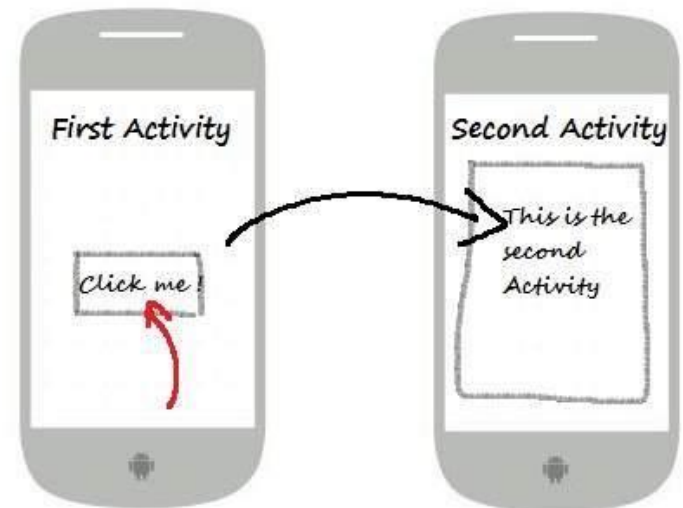 First Activity
Click me !
Second Activity
This is the
second
Activity